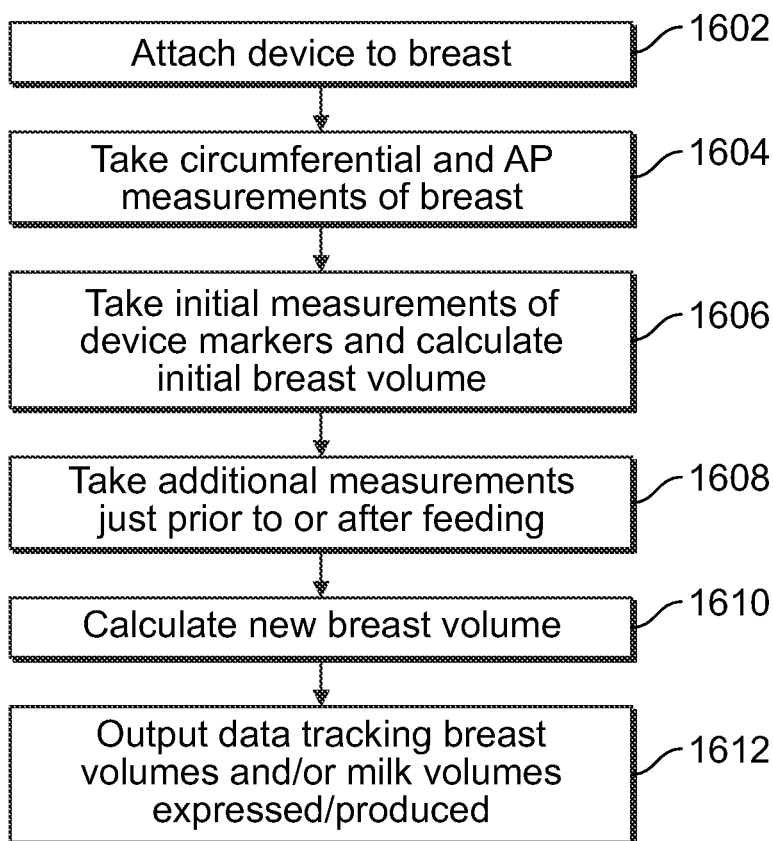 Attach device to breast
1602
Take circumferential and AP
measurements of breast
1604
Take initial measurements of
device markers and calculate
initial breast volume
1606
Take additional measurements
just prior to or after feeding
1608
Calculate new breast volume
1610
Output data tracking breast
volumes and/or milk volumes
expressed/produced
1612